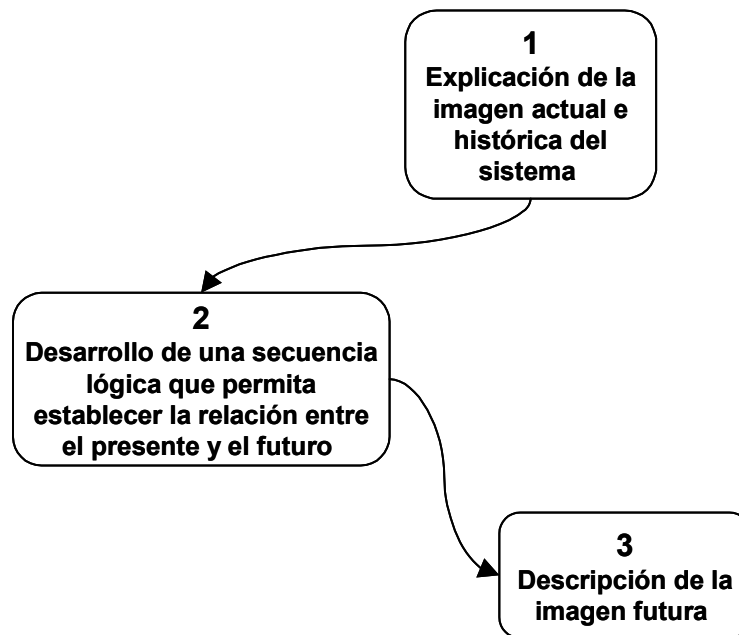 1
Explicación de la
imagen actual e
histórica del
sistema
2
Desarrollo de una secuencia
lógica que permita
establecer la relación entre
el presente y el futuro
3
Descripción de la
imagen futura